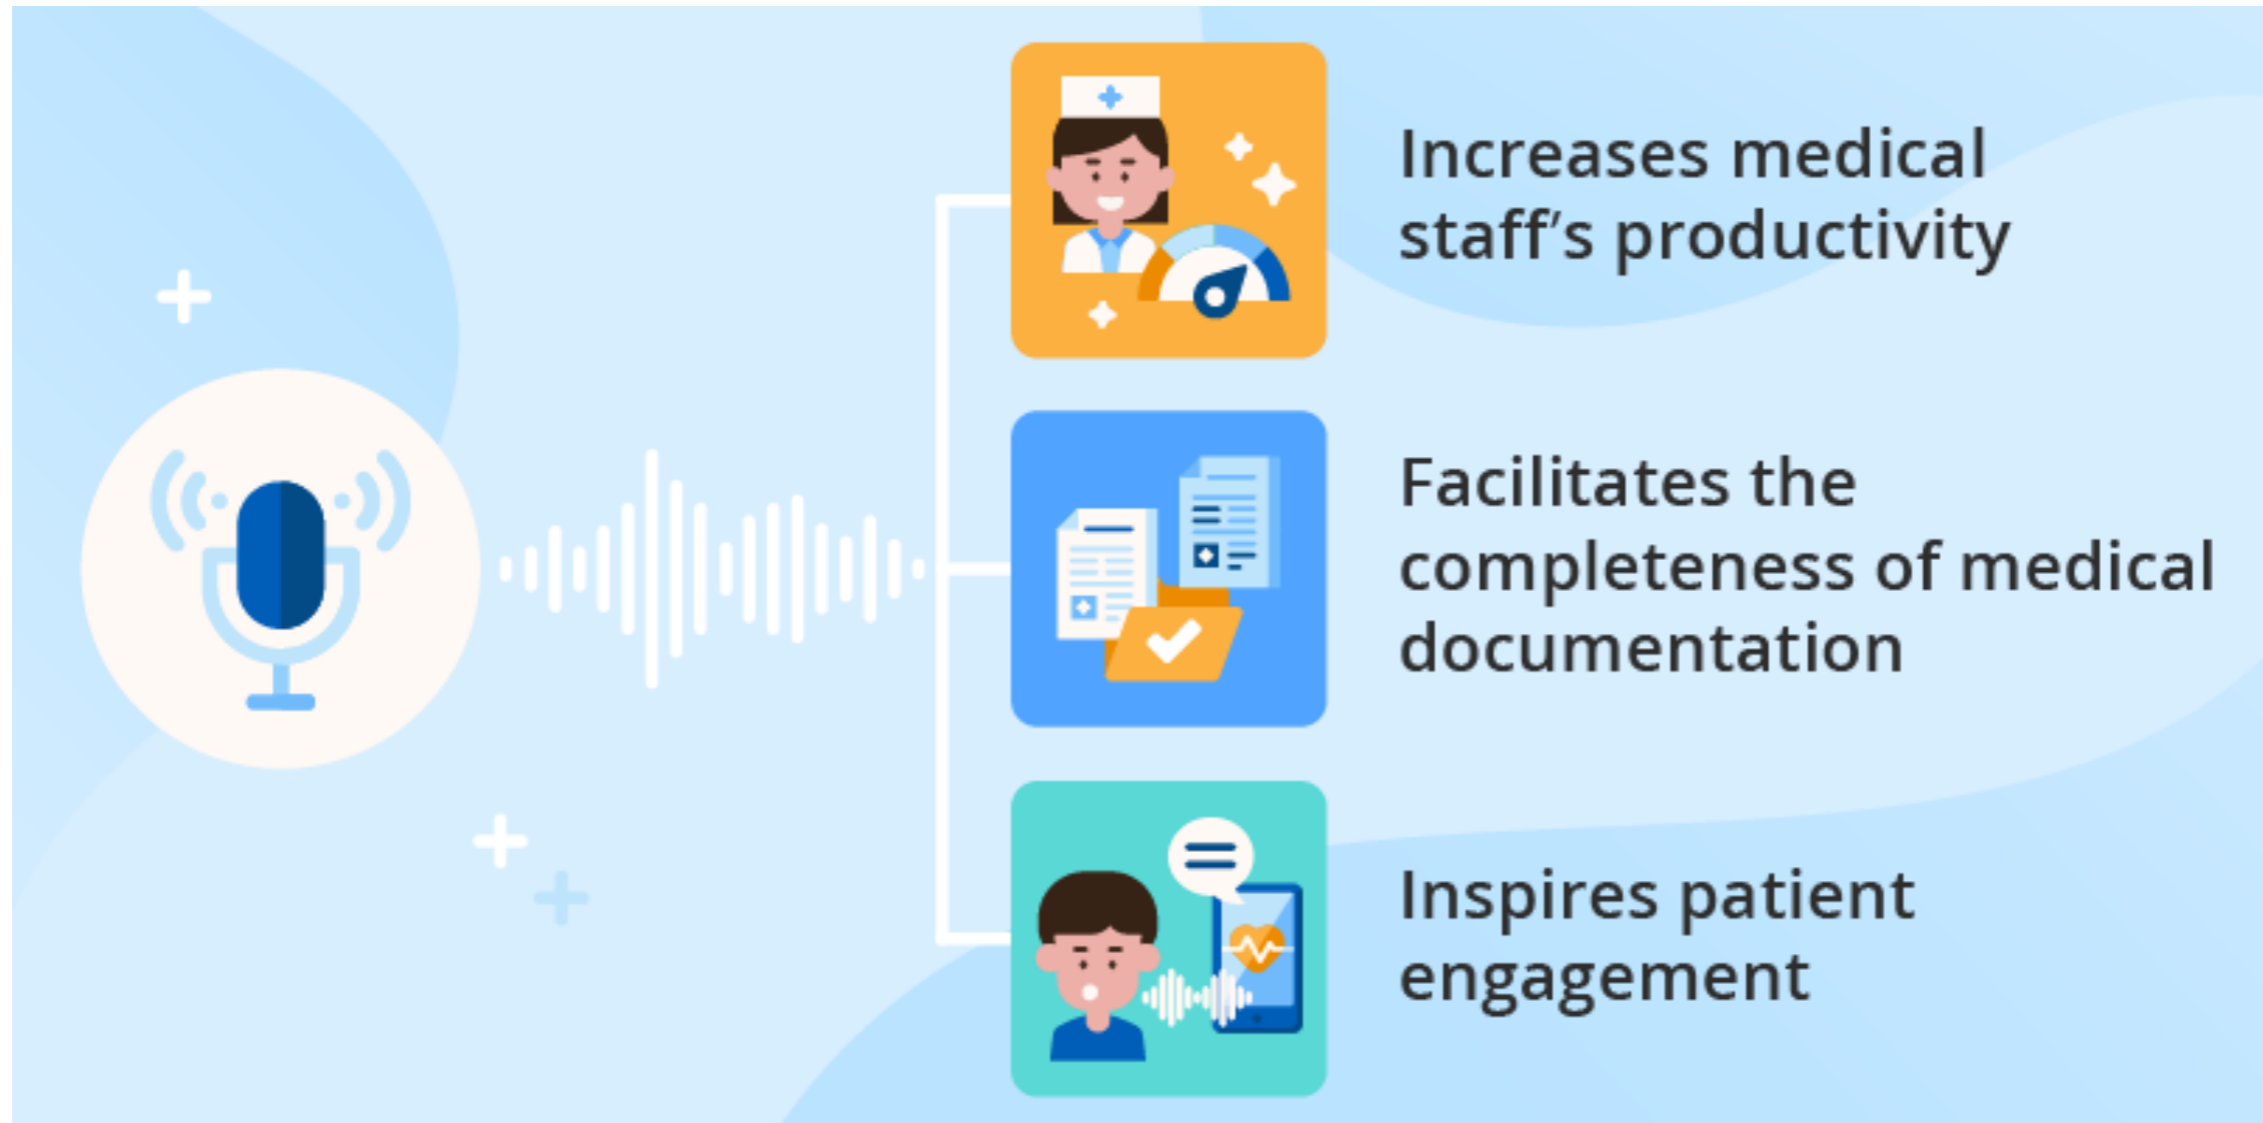 Increases medical
staff’s productivity
Facilitates the
completeness of medical
documentation
Inspires patient
engagement